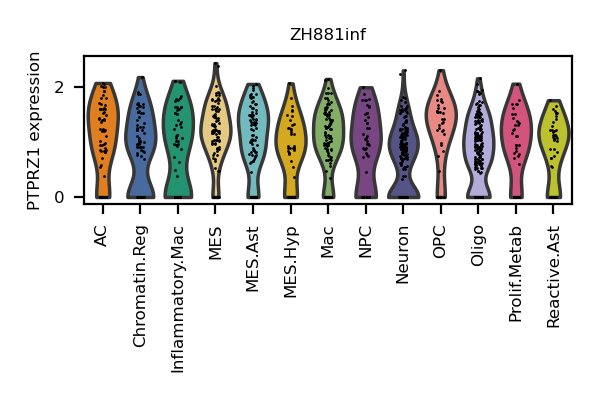 ZH881inf
PTPRZ1 expression
2
0
AC
Chromatin.Reg
Inflammatory.Mac
MES
MES.Ast
MES.Hyp
Mac
NPC
Neuron
OPC
Oligo
Prolif.Metab
Reactive.Ast